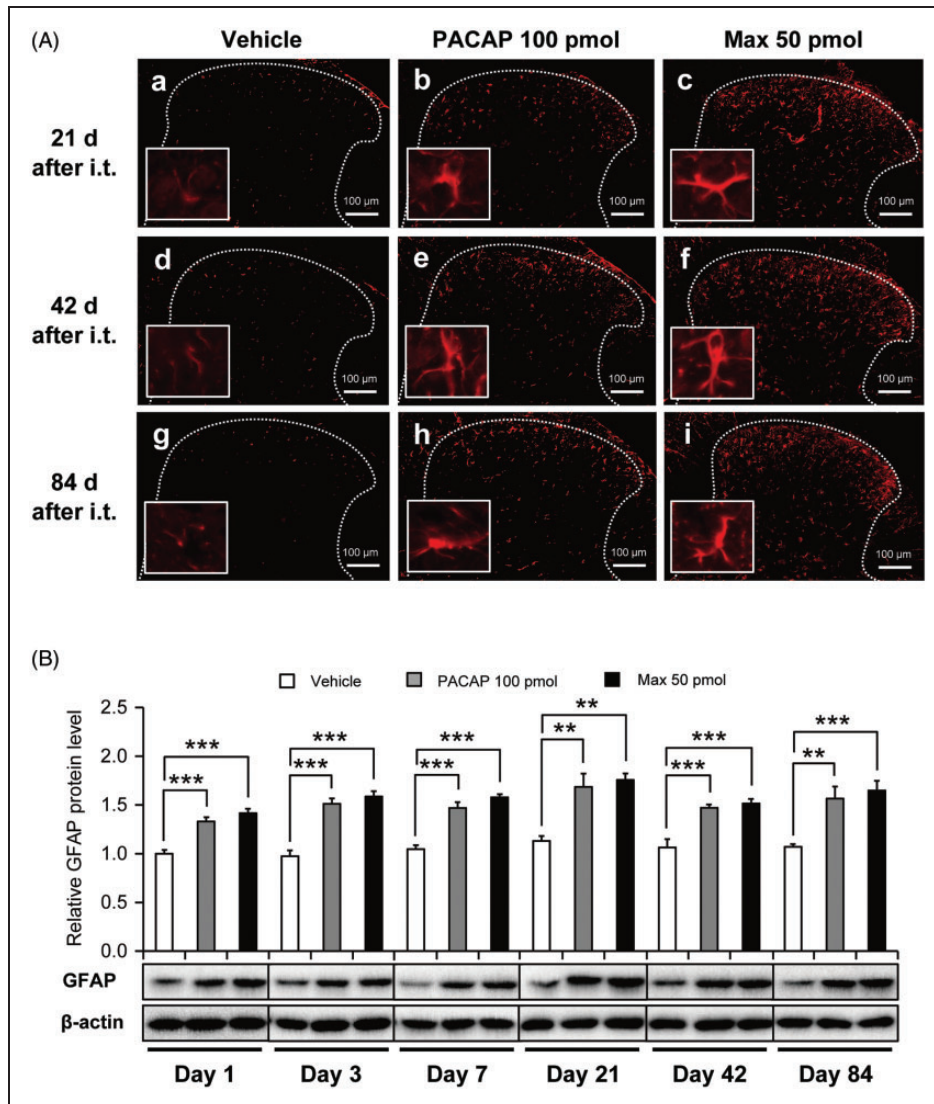 (A)
Vehicle PACAP 100 pmol Max 50 pmol
21 d
after i.t.
a b c
100 µm 100 µm 100 µm
42 d
after i.t.
d e f
100 µm 100 µm 100 µm
84 d
after i.t.
g h i
100 µm 100 µm 100 µm
(B)
Vehicle PACAP 100 pmol Max 50 pmol
Relative GFAP protein level
2.5
2.0
1.5
1.0
0.5
0.0
*** *** *** ** *** ***
*** *** *** ** *** **
GFAP
β-actin
Day 1 Day 3 Day 7 Day 21 Day 42 Day 84